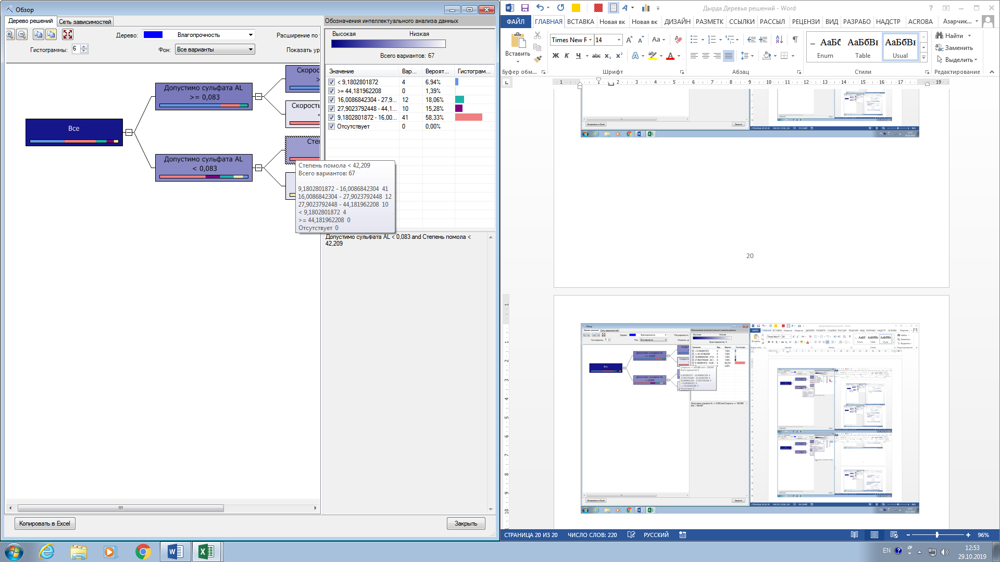 Обзор
Дерево решений
Сеть зависимостей
Дерево:
Влагопрочность
Расширение по
Гистограммы:
6
Фон:
Все варианты
Показать ур
Все
Допустимо сульфата AL
>= 0,083
Допустимо сульфата AL
< 0,083
Скорос
>
Скорость
<
Сте
Обозначения интеллектуального анализа данных
Высокая
Низкая
Всего вариантов: 67
Значение
Вар...
Вероят...
Гистограм...
< 9,1802801872 4 6,94%
>= 44,181962208 0 1,39%
16,0086842304 - 27,9... 12 18,06%
27,9023792448 - 44,1... 10 15,28%
9,1802801872 - 16,00... 41 58,33%
Отсутствует 0 0,00%
Степень помола < 42,209
Всего вариантов: 67
9,1802801872 - 16,0086842304 41
16,0086842304 - 27,9023792448 12
27,9023792448 - 44,181962208 10
< 9,1802801872 4
>= 44,181962208 0
Отсутствует 0
Допустимо сульфата AL < 0,083 and Степень помола <
42,209
Копировать в Excel
Закрыть
Дырда Деревья решений - Word
ФАЙЛ
ГЛАВНАЯ
ВСТАВКА
Новая вк
Новая вк
ДИЗАЙН
РАЗМЕТК
ССЫЛКИ
РАССЫЛ
РЕЦЕНЗИ
ВИД
РАЗРАБО
НАДСТР
ACROBA
Азарчик...
Вставить
Times New R
14
Ж К Ч abc x₂ x²
АаБб
Enum
АаБбВн
Table
АаБбВн
Usual
Найти
Заменить
Выделить
Буфер обм...
Шрифт
Абзац
Стили
Редактирование
20
СТРАНИЦА 20 ИЗ 20
ЧИСЛО СЛОВ: 220
РУССКИЙ
96%
EN
12:53
29.10.2019